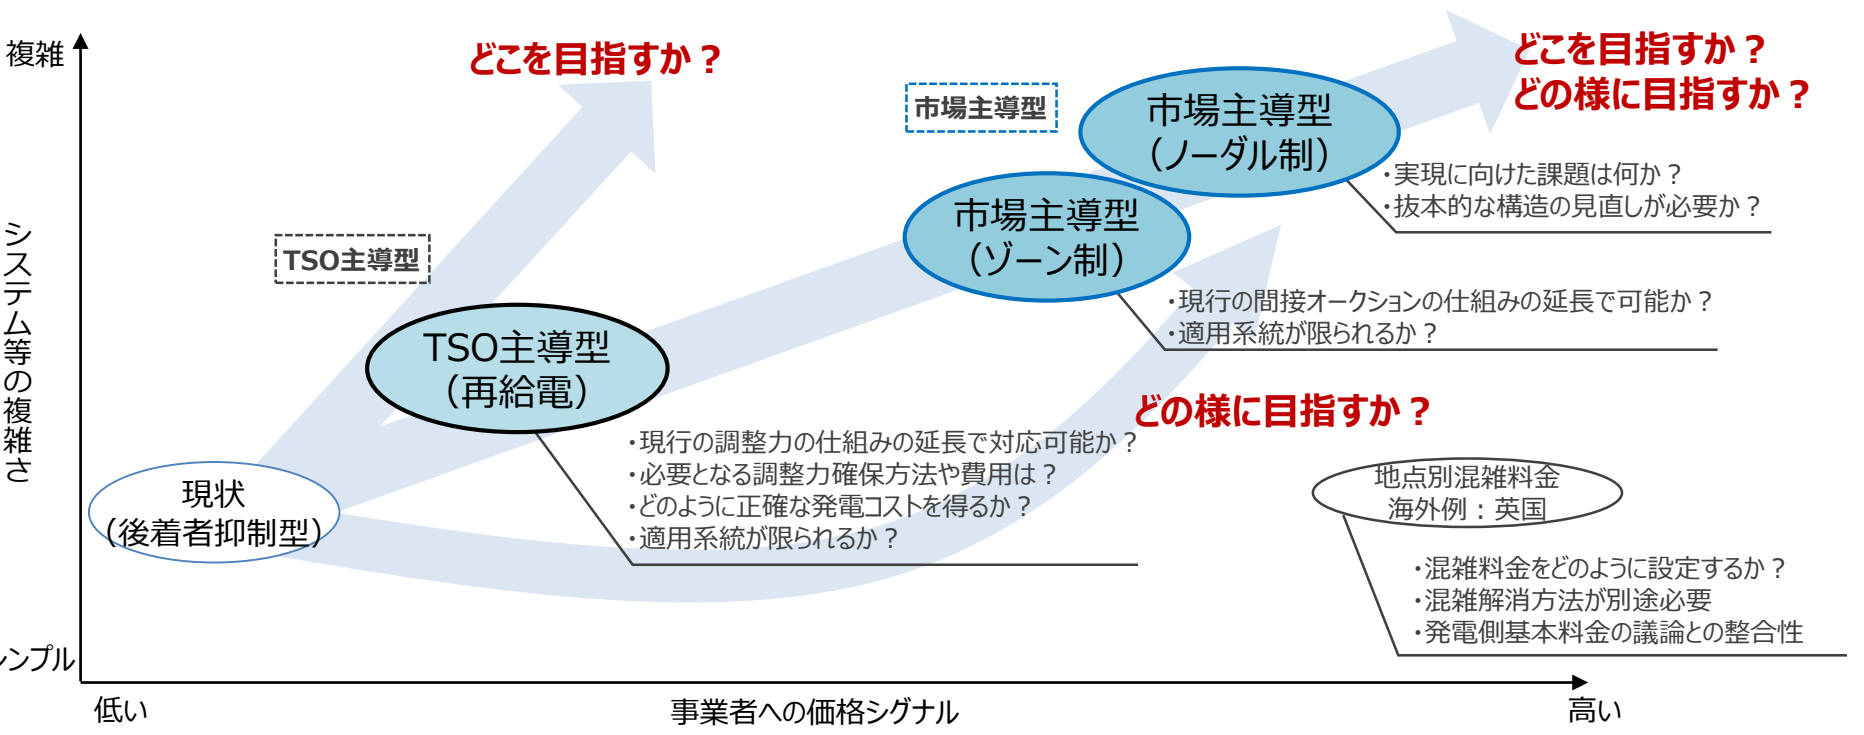 複雑
システム等の複雑さ
ンプル
どこを目指すか？
TSO主導型
市場主導型
市場主導型
（ノーダル制）
どこを目指すか？
どの様に目指すか？
・実現に向けた課題は何か？
・抜本的な構造の見直しが必要か？
市場主導型
（ゾーン制）
・現行の間接オークションの仕組みの延長で可能か？
・適用系統が限られるか？
TSO主導型
（再給電）
・現行の調整力の仕組みの延長で対応可能か？
・必要となる調整力確保方法や費用は？
・どのように正確な発電コストを得るか？
・適用系統が限られるか？
どの様に目指すか？
現状
（後着者抑制型）
地点別混雑料金
海外例：英国
・混雑料金をどのように設定するか？
・混雑解消方法が別途必要
・発電側基本料金の議論との整合性
低い
事業者への価格シグナル
高い